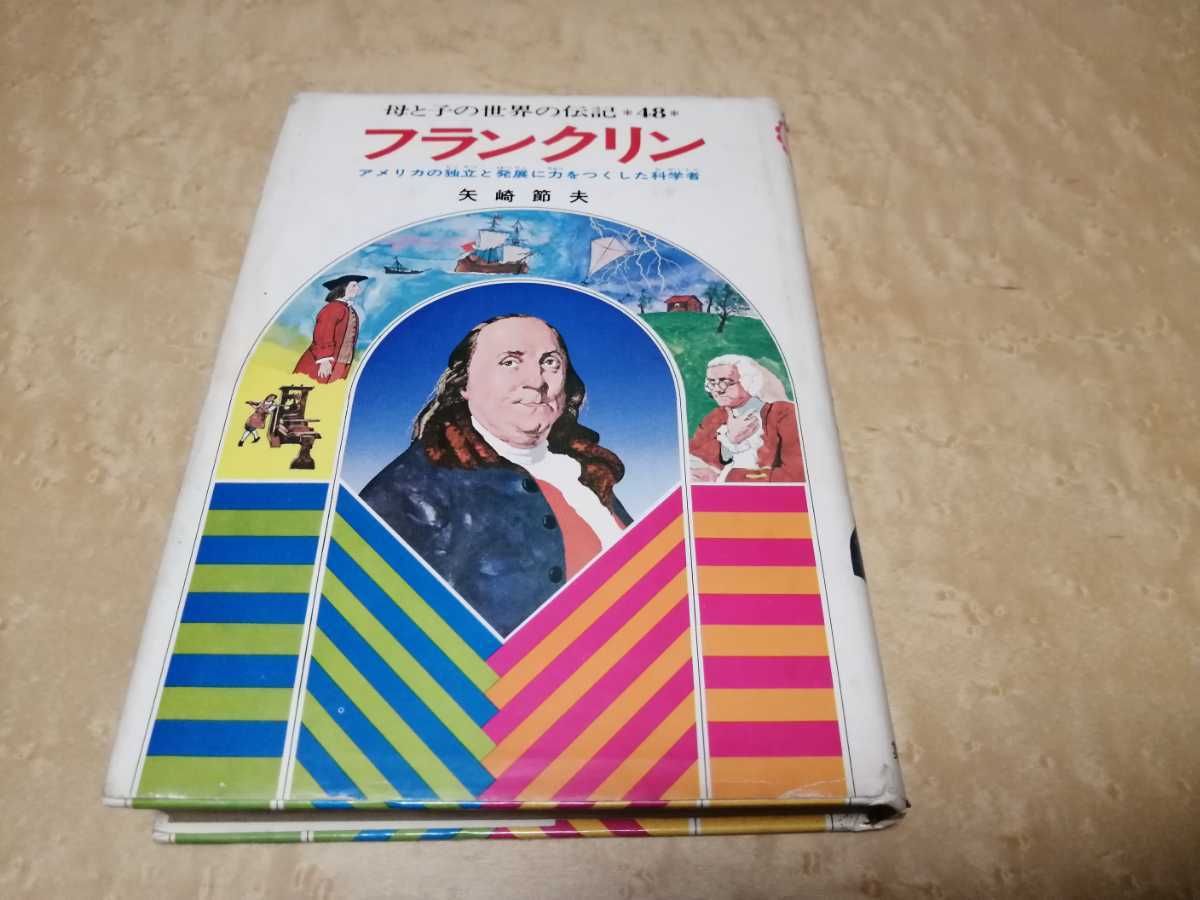 母と子の世界の伝記 *48*
フランクリン
アメリカの独立と発展に力をつくした科学者
矢崎節夫